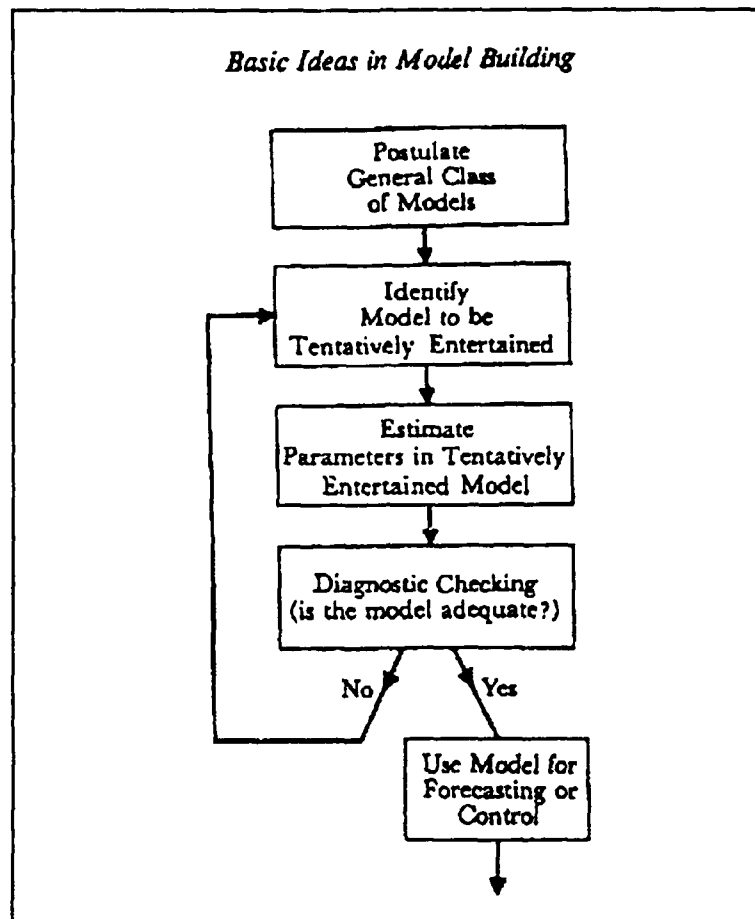 Basic Ideas in Model Building
Postulate
General Class
of Models
Identify
Model to be
Tentatively Entertained
Estimate
Parameters in Tentatively
Entertained Model
Diagnostic Checking
(is the model adequate?)
No
Yes
Use Model for
Forecasting or
Control